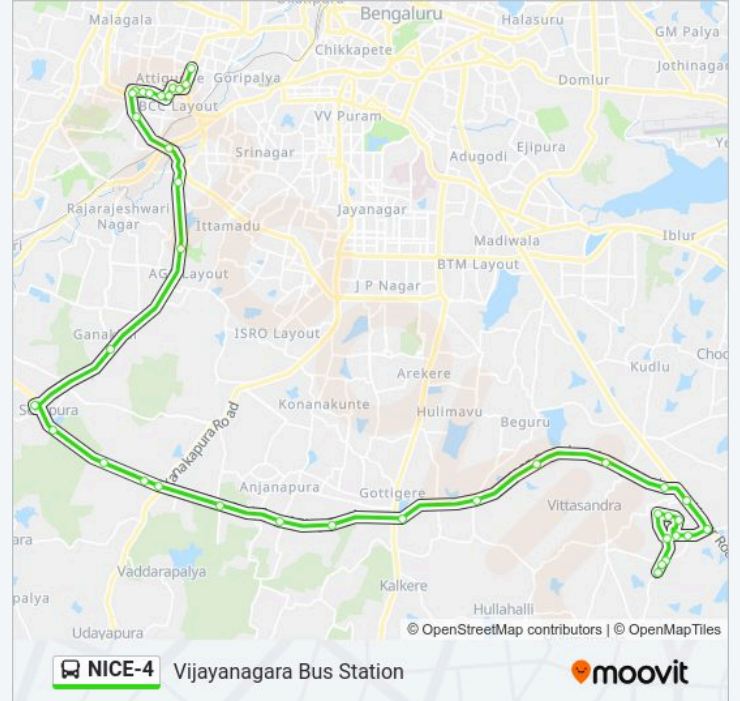 Bengaluru
Malagala
Halasuru
GM Palya
Chikkapete
Jothinagar
Goripalya
Domlur
BCC Layout
VV Puram
Ejipura
Srinagar
Adugodi
Rajarajeshwari
Nagar
Jayanagar
Ittamadu
Madiwala
Iblur
BTM Layout
Layout
J P Nagar
ISRO Layout
Arekere
Kudlu
Konanakunte
Hulimavu
Beguru
Road
Anjanapura
Gottigere
Vittasandra
Vaddarapalya
Kalkere
Hullahalli
Udayapura
© OpenStreetMap contributors | © OpenMapTiles
NICE-4
Vijayanagara Bus Station
moovit